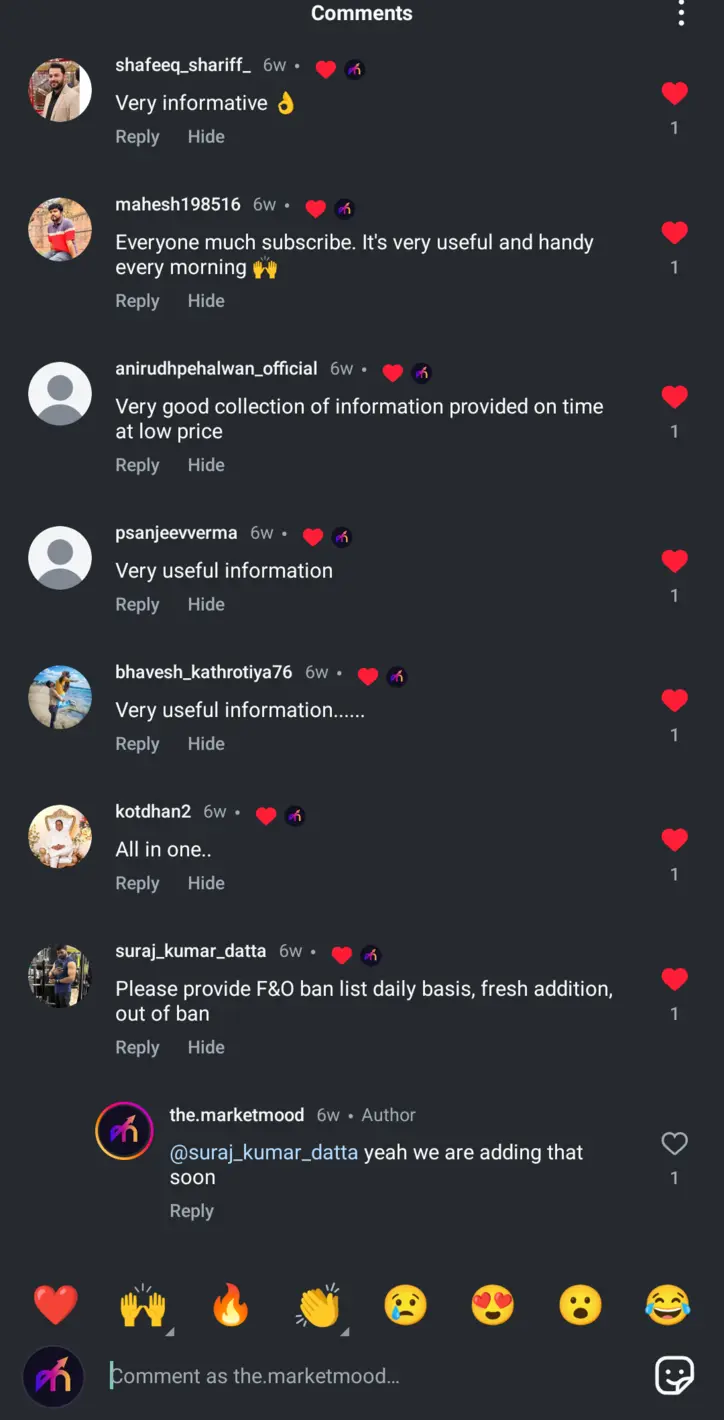 Comments
shafeeq_shariff_ 6w •
Very informative 👌
Reply Hide
1
mahesh198516 6w •
Everyone much subscribe. It's very useful and handy
every morning 🙌
Reply Hide
1
anirudhpehalwan_official 6w •
Very good collection of information provided on time
at low price
Reply Hide
1
psanjeevverma 6w •
Very useful information
Reply Hide
1
bhavesh_kathrotiya76 6w •
Very useful information......
Reply Hide
1
kotdhan2 6w •
All in one..
Reply Hide
1
suraj_kumar_datta 6w •
Please provide F&O ban list daily basis, fresh addition,
out of ban
Reply Hide
1
the.marketmood 6w • Author
@suraj_kumar_datta yeah we are adding that
soon
Reply
1
❤️ 🙌 🔥 👏 😢 😍 😮 😂
Comment as the.marketmood...